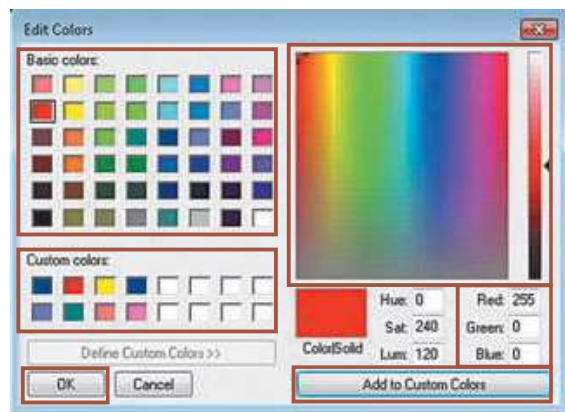 Edit Colors
Basic colors:
Custom colors:
Define Custom Colors >>
OK
Cancel
Color|Solid
Hue: 0
Sat: 240
Lum: 120
Red: 255
Green: 0
Blue: 0
Add to Custom Colors